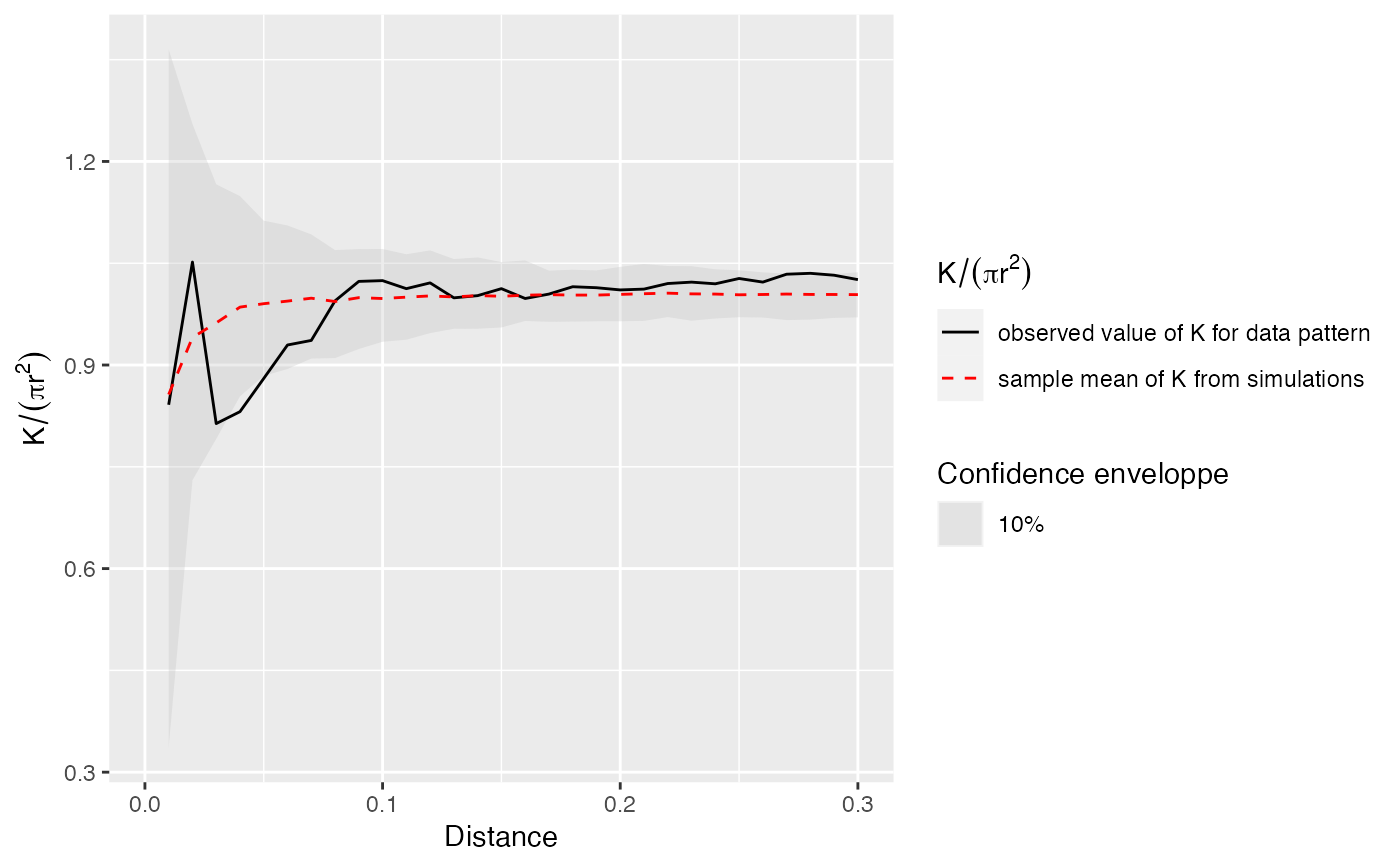 K/(πr²)
1.2
0.9
0.6
0.3
0.0 0.1 0.2 0.3
Distance
K/(πr²)
observed value of K for data pattern
sample mean of K from simulations
Confidence enveloppe
10%